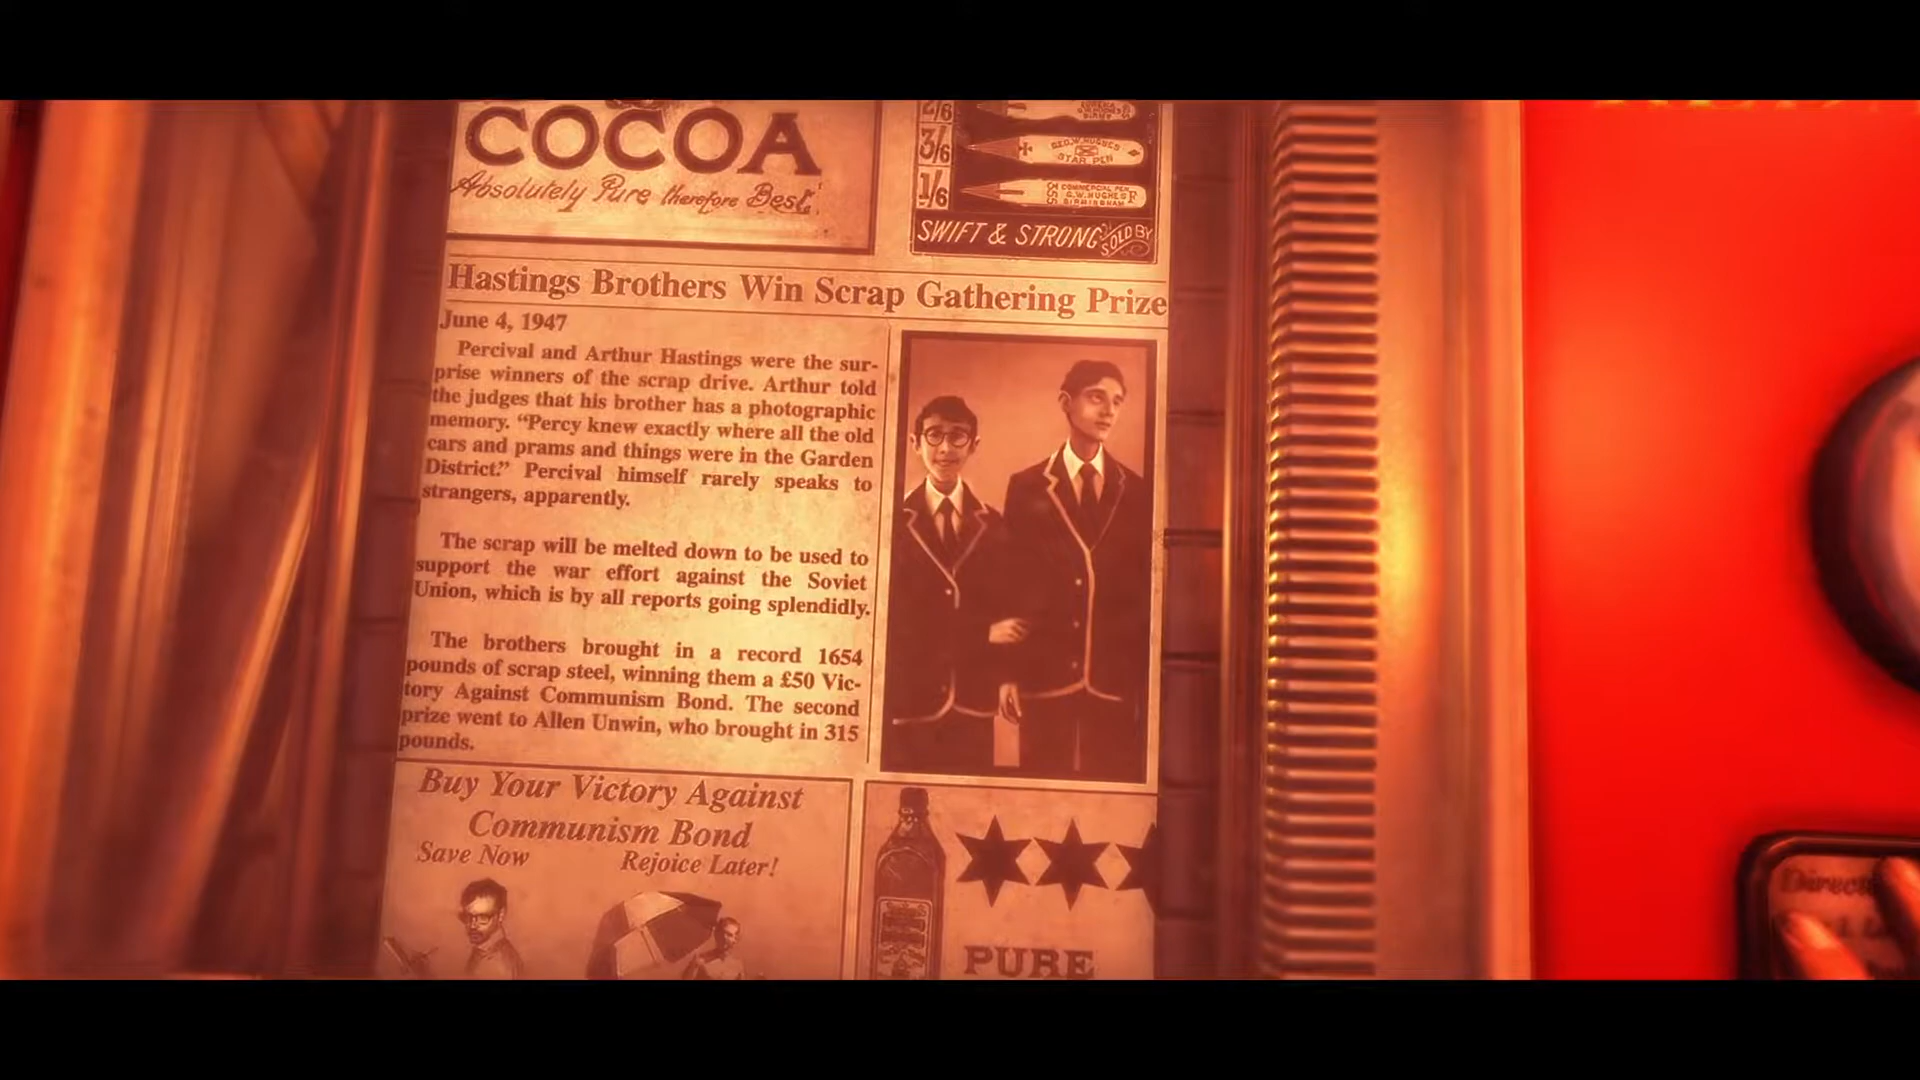 COCOA
Absolutely Pure therefore Best.
2/6
3/6
1/6
GEO.W.HUGHES
STAR PEN
355
COMMERCIAL PEN
G.W.HUGHES
BIRMINGHAM
F
SWIFT & STRONG
SOLD BY
Hastings Brothers Win Scrap Gathering Prize
June 4, 1947
Percival and Arthur Hastings were the sur-
prise winners of the scrap drive. Arthur told
the judges that his brother has a photographic
memory. “Percy knew exactly where all the old
cars and prams and things were in the Garden
District.” Percival himself rarely speaks to
strangers, apparently.
The scrap will be melted down to be used to
support the war effort against the Soviet
Union, which is by all reports going splendidly.
The brothers brought in a record 1654
pounds of scrap steel, winning them a £50 Vic-
tory Against Communism Bond. The second
prize went to Allen Unwin, who brought in 315
pounds.
Buy Your Victory Against
Communism Bond
Save Now
Rejoice Later!
PURE